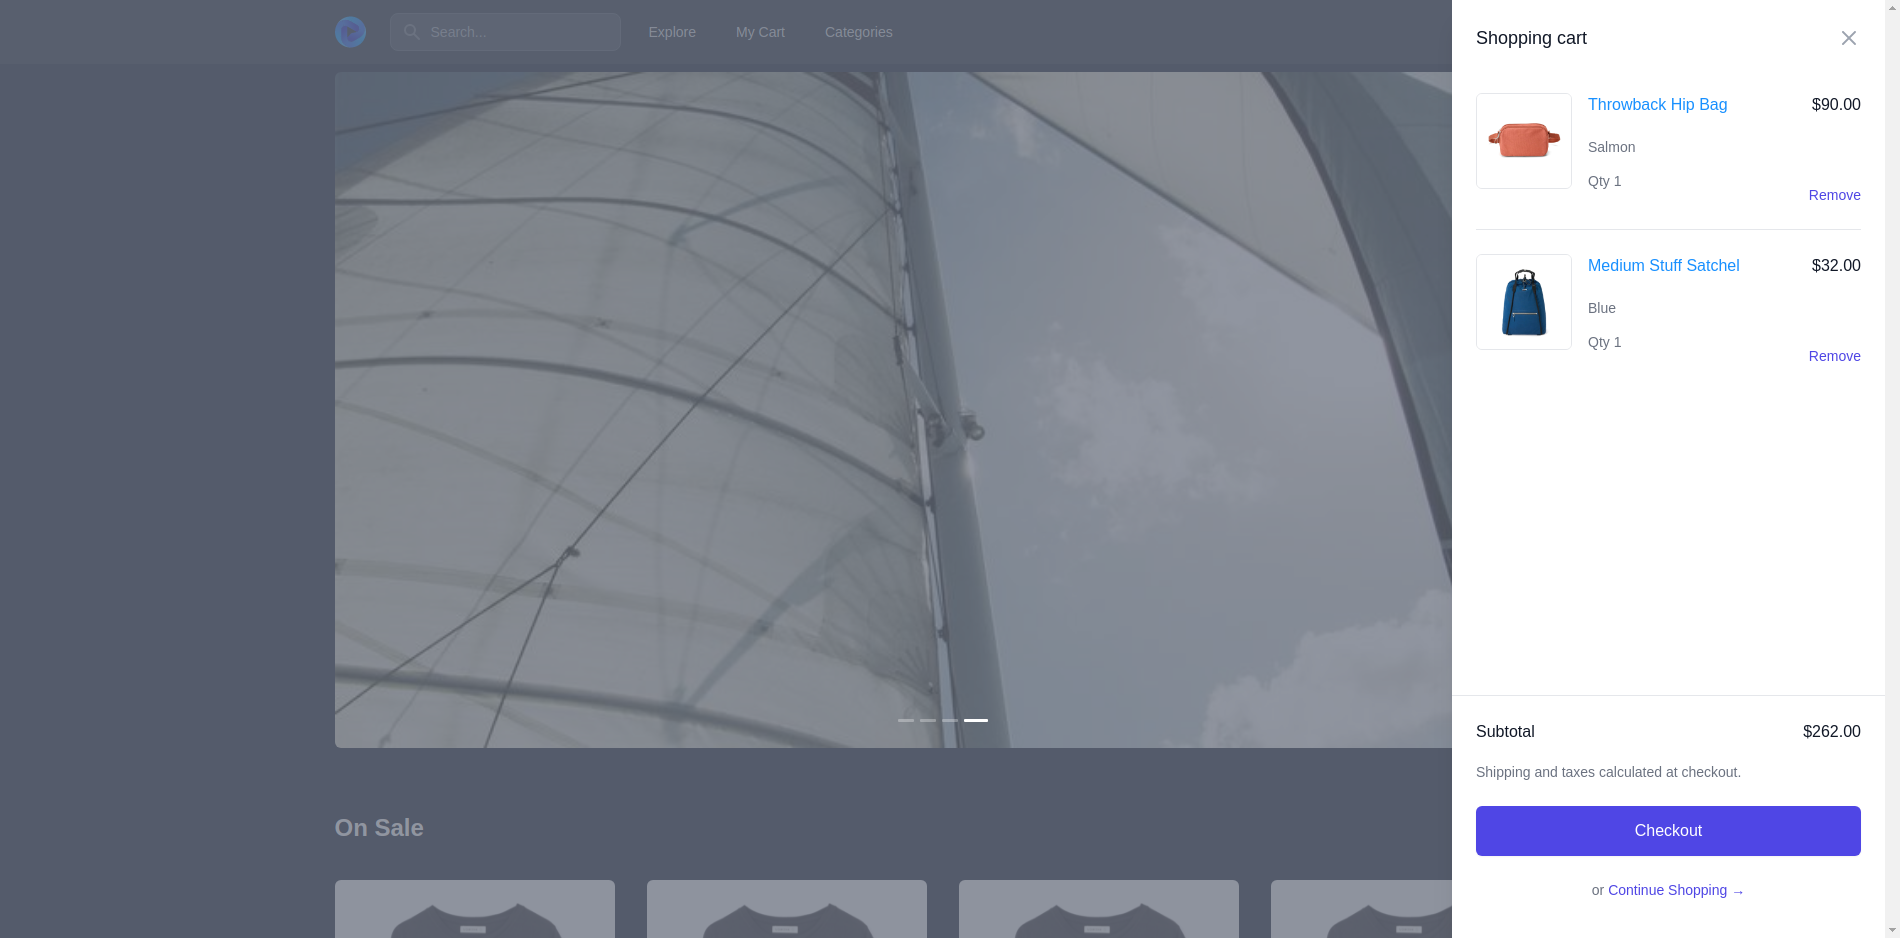 Search...
Explore
My Cart
Categories
On Sale
Shopping cart
Throwback Hip Bag
$90.00
Salmon
Qty 1
Remove
Medium Stuff Satchel
$32.00
Blue
Qty 1
Remove
Subtotal
$262.00
Shipping and taxes calculated at checkout.
Checkout
or Continue Shopping →